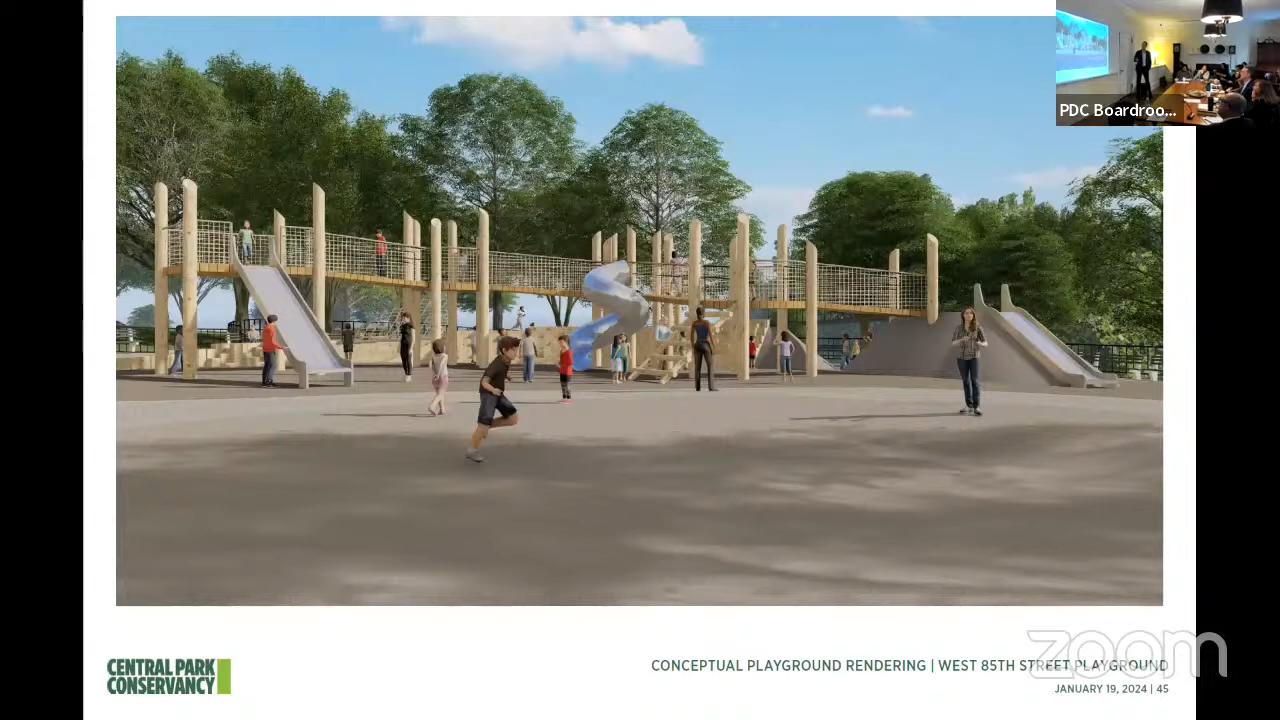 PDC Boardroo...
CENTRAL PARK
CONSERVANCY
CONCEPTUAL PLAYGROUND RENDERING | WEST 85TH STREET PLAYGROUND
JANUARY 19, 2024 | 45
zoom